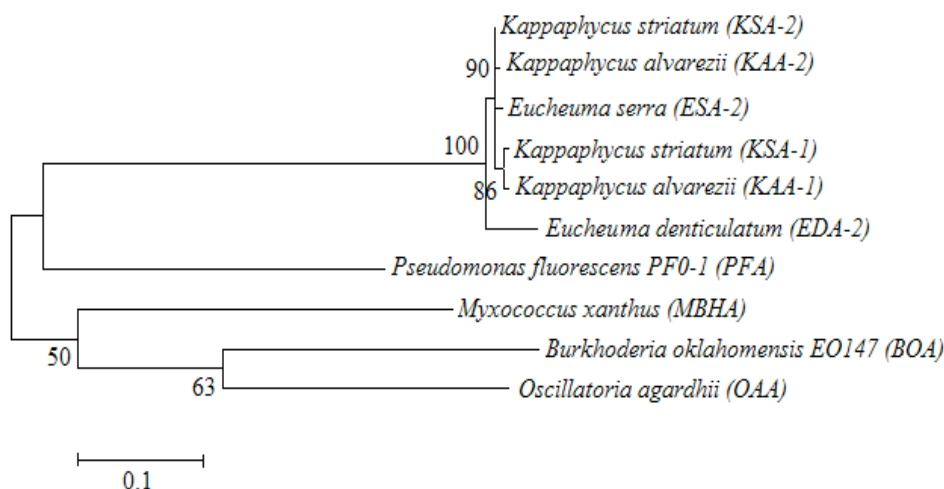 Kappaphycus striatum (KSA-2)
90
Kappaphycus alvarezii (KAA-2)
Eucheuma serra (ESA-2)
100
Kappaphycus striatum (KSA-1)
86
Kappaphycus alvarezii (KAA-1)
Eucheuma denticulatum (EDA-2)
Pseudomonas fluorescens PF0-1 (PFA)
Myxococcus xanthus (MBHA)
50
Burkhoderia oklahomensis EO147 (BOA)
63
Oscillatoria agardhii (OAA)
0.1